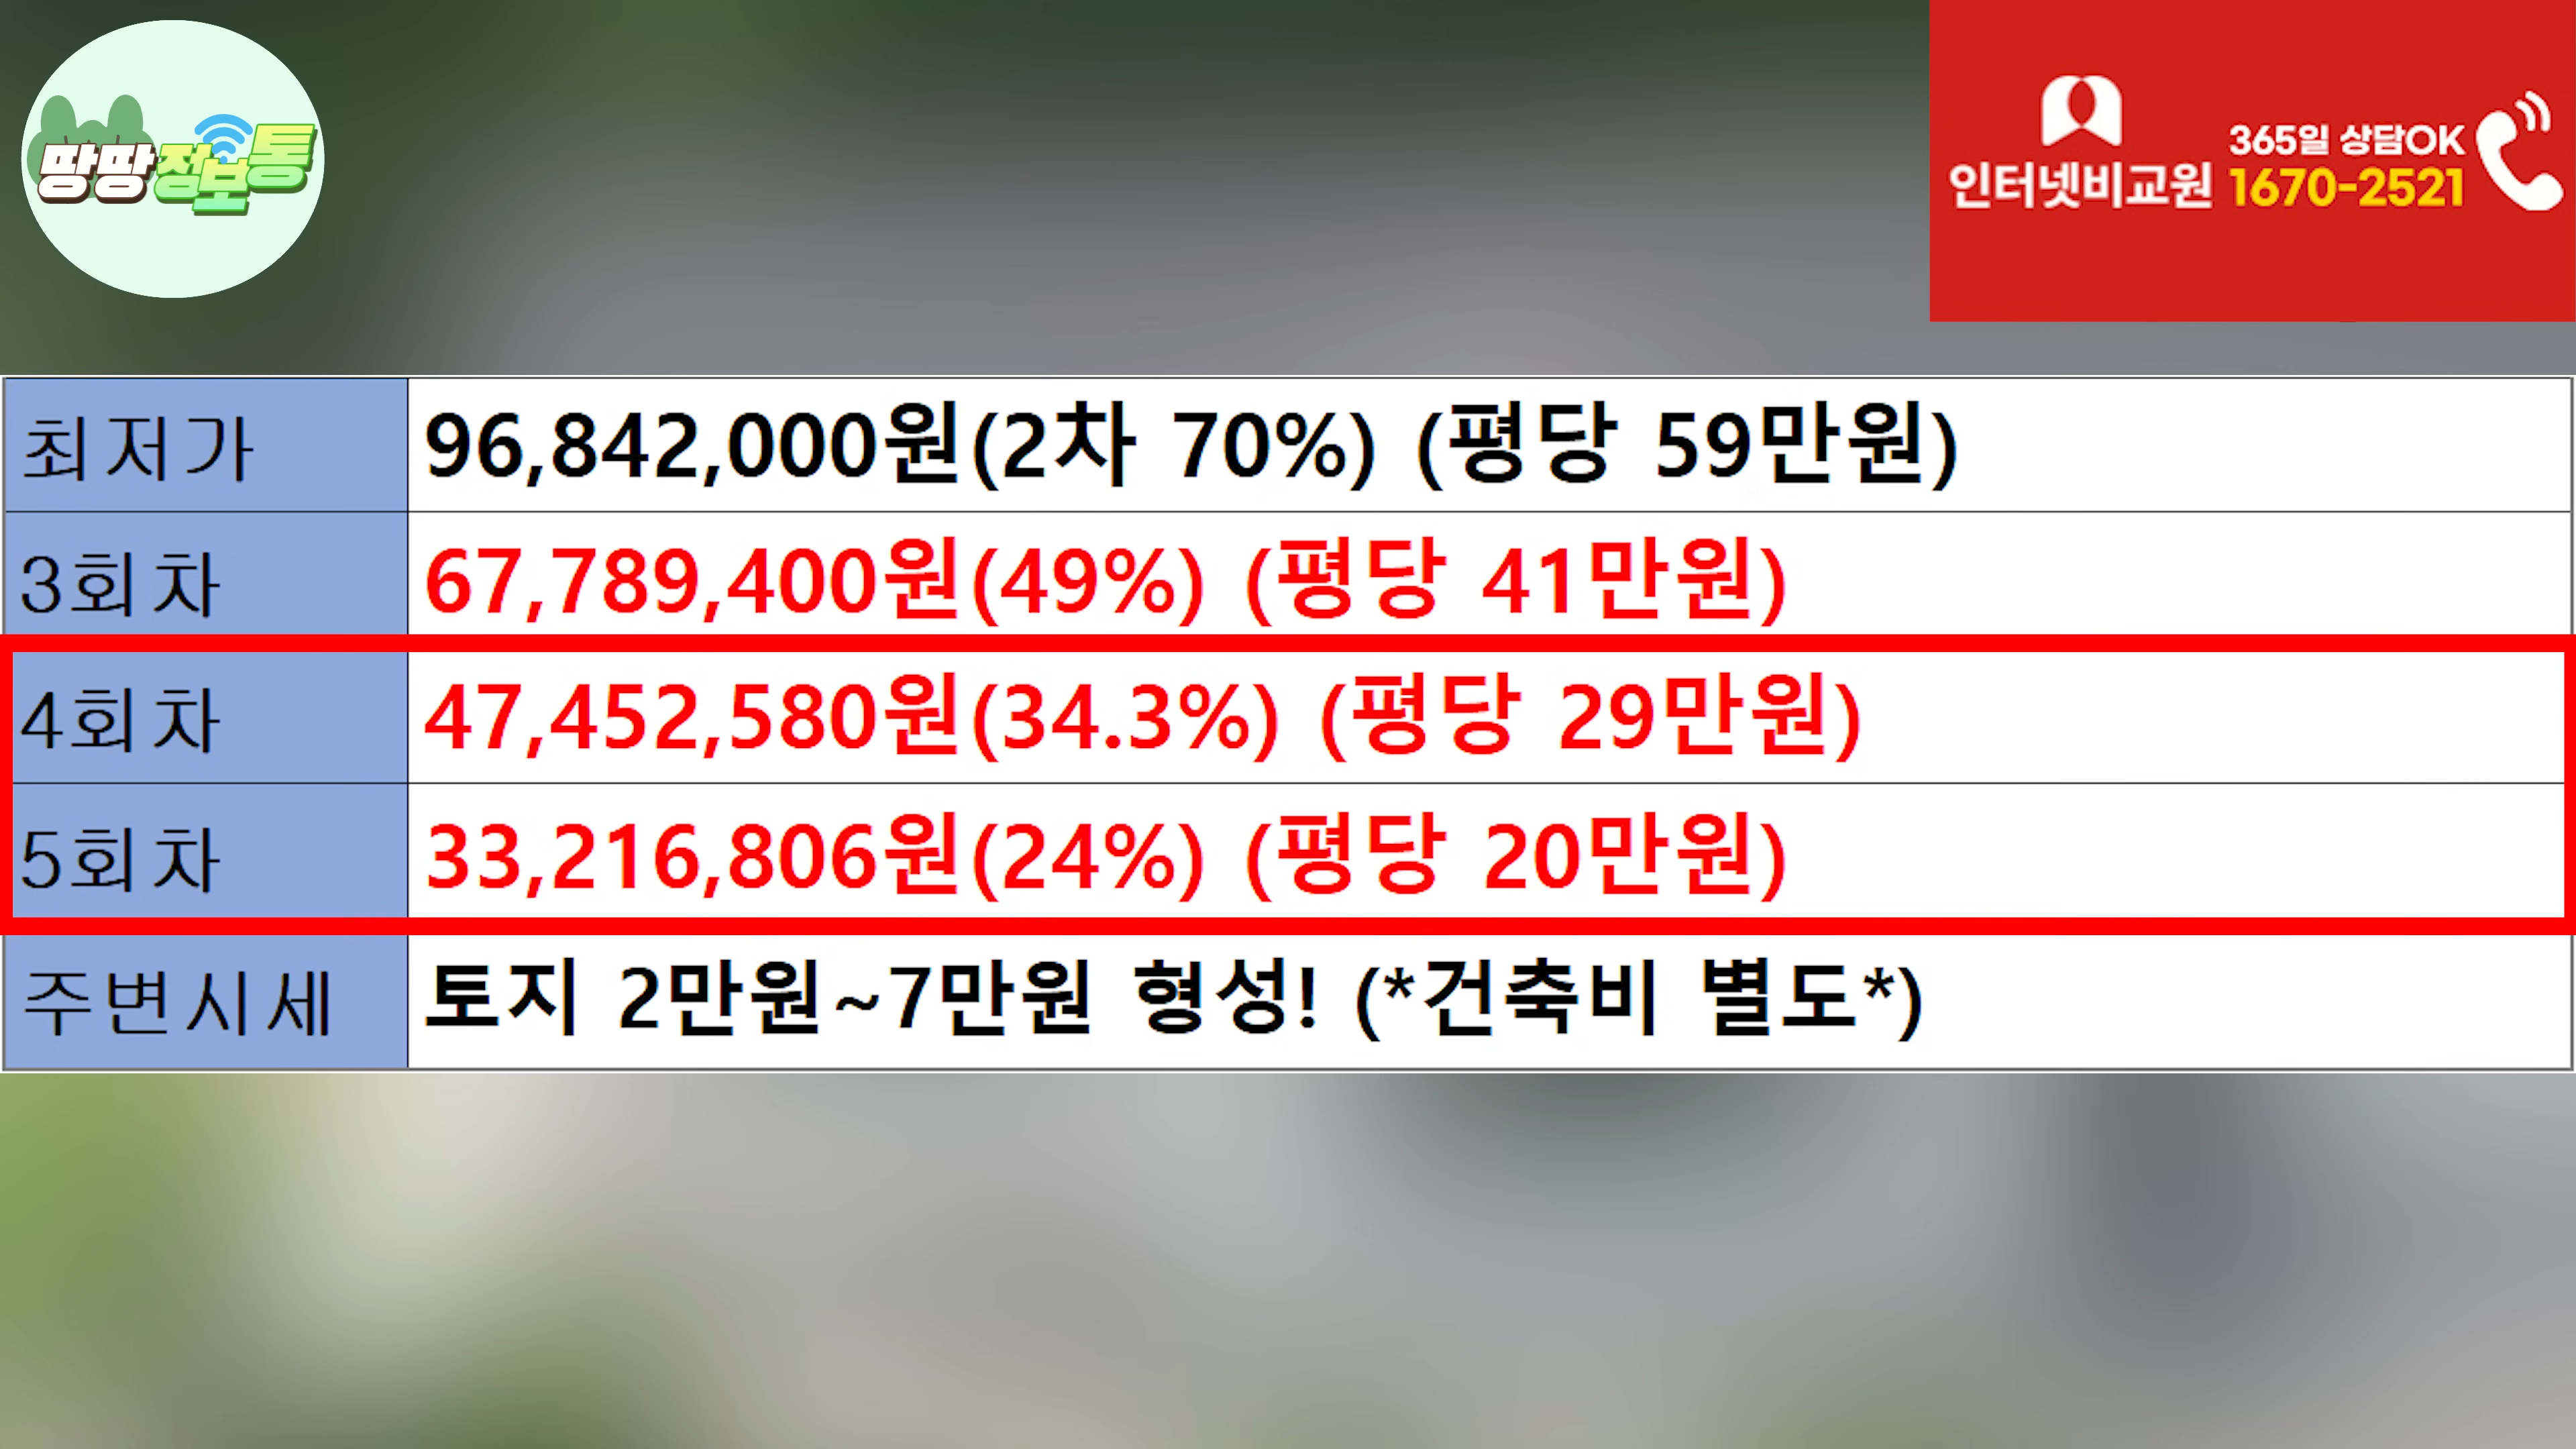 땅땅정보통
인터넷비교원
365일 상담OK
1670-2521
최저가 96,842,000원(2차 70%) (평당 59만원)
3회차 67,789,400원(49%) (평당 41만원)
4회차 47,452,580원(34.3%) (평당 29만원)
5회차 33,216,806원(24%) (평당 20만원)
주변시세 토지 2만원~7만원 형성! (*건축비 별도*)